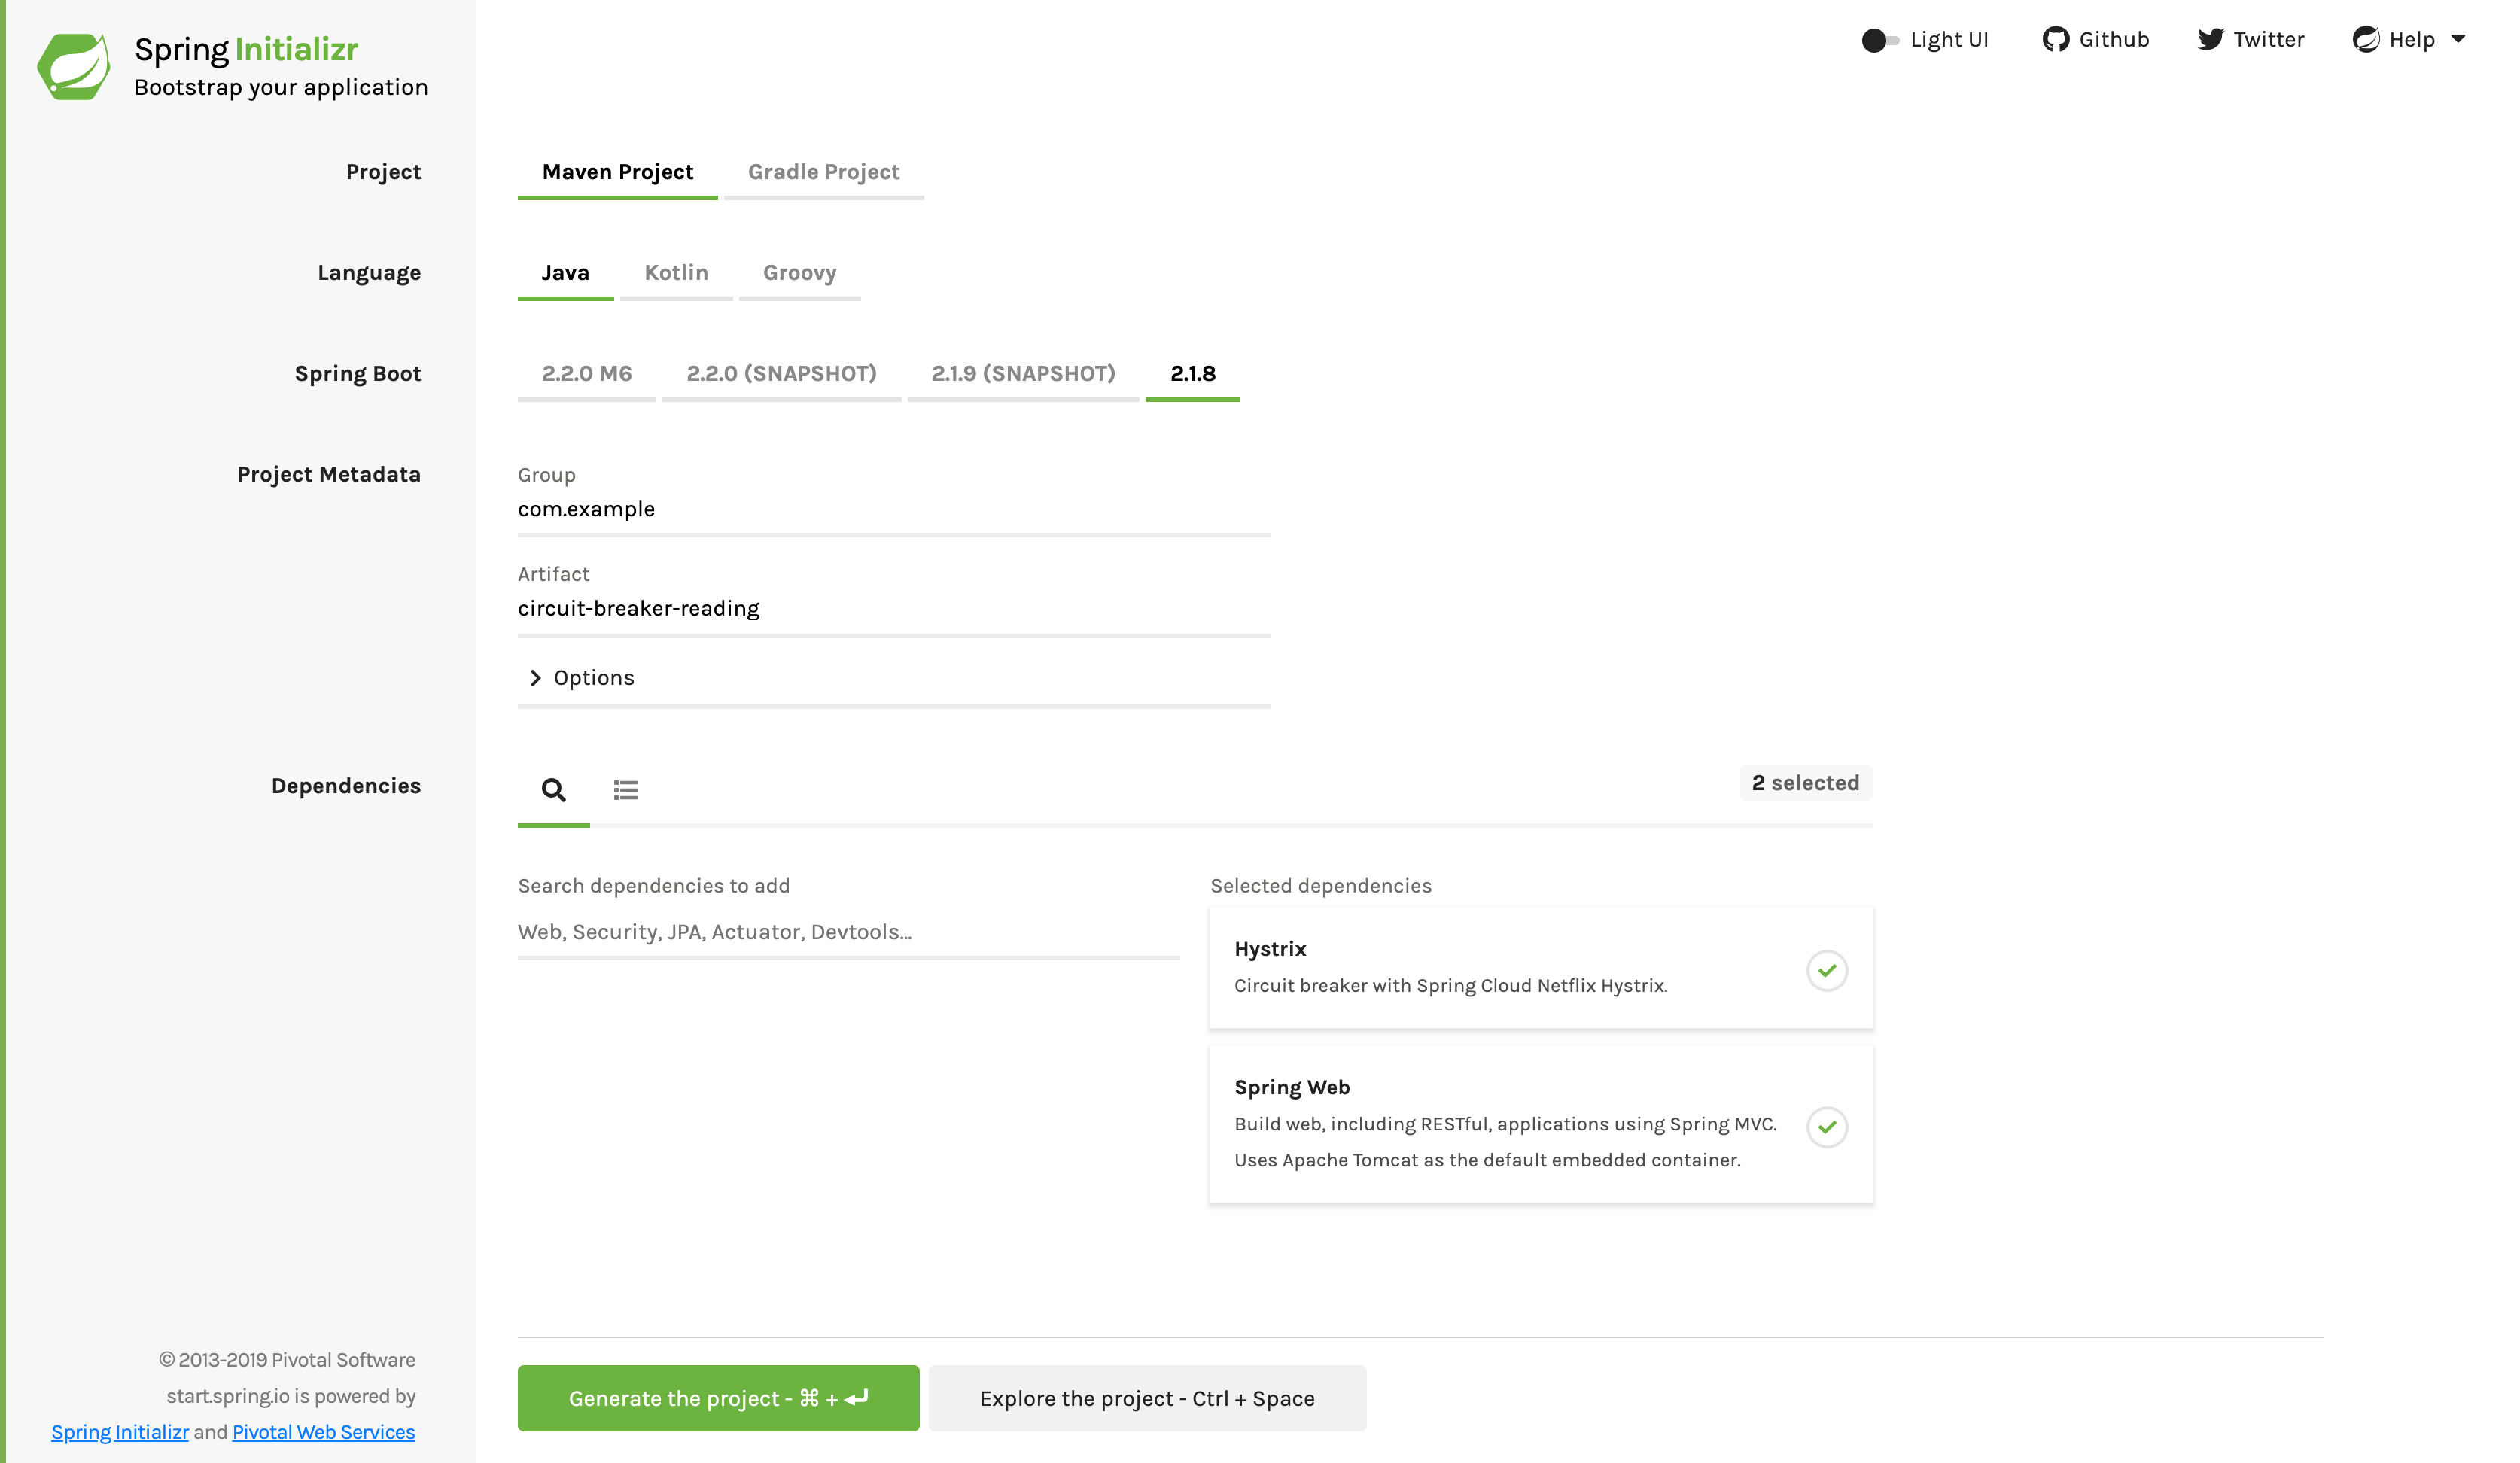 Spring Initializr
Bootstrap your application
Light UI
Github
Twitter
Help
Project
Maven Project
Gradle Project
Language
Java
Kotlin
Groovy
Spring Boot
2.2.0 M6
2.2.0 (SNAPSHOT)
2.1.9 (SNAPSHOT)
2.1.8
Project Metadata
Group
com.example
Artifact
circuit-breaker-reading
Options
Dependencies
2 selected
Search dependencies to add
Web, Security, JPA, Actuator, Devtools...
Selected dependencies
Hystrix
Circuit breaker with Spring Cloud Netflix Hystrix.
Spring Web
Build web, including RESTful, applications using Spring MVC.
Uses Apache Tomcat as the default embedded container.
© 2013-2019 Pivotal Software
start.spring.io is powered by
Spring Initializr and Pivotal Web Services
Generate the project - ⌘ + ↵
Explore the project - Ctrl + Space